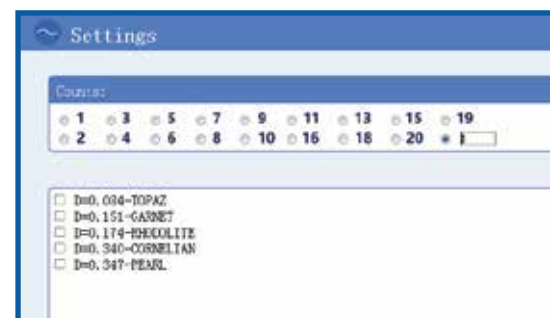 Settings
Counts:
1 3 5 7 9 11 13 15 19
2 4 6 8 10 16 18 20
D=0.034-TOPAZ
D=0.151-GARNET
D=0.174-RHODOLITE
D=0.340-CORNELIAN
D=0.347-PEARL